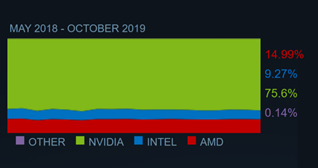 MAY 2018 - OCTOBER 2019
14.99%
9.27%
75.6%
0.14%
OTHER NVIDIA INTEL AMD